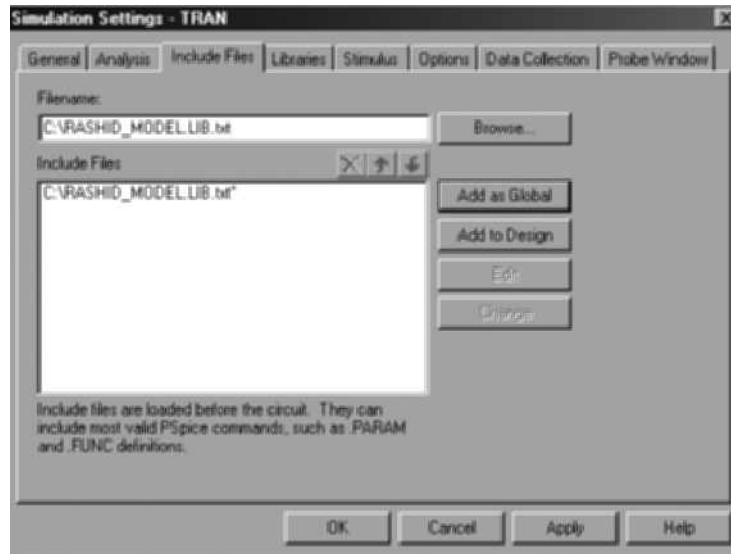 Simulation Settings - TRAN
General Analysis Include Files Libraries Stimulus Options Data Collection Probe Window
Filename:
C:\RASHID_MODEL.LIB.txt
Browse...
Include Files
C:\RASHID_MODEL.LIB.txt*
Add as Global
Add to Design
Edit
Change
Include files are loaded before the circuit. They can
include most valid PSpice commands, such as .PARAM
and .FUNC definitions.
OK Cancel Apply Help